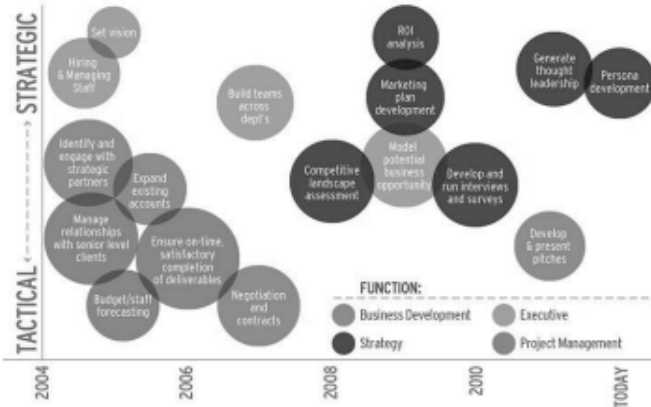 STRATEGIC
TACTICAL
Set vision
Hiring
& Managing
Staff
Identify and
engage with
strategic
partners
Expand
existing
accounts
Manage
relationships
with senior level
clients
Ensure on-time,
satisfactory
completion
of deliverables
Budget/staff
forecasting
Negotiation
and
contracts
Build teams
across
dept's
ROI
analysis
Marketing
plan
development
Model
potential
business
opportunity
Competitive
landscape
assessment
Develop and
run interviews
and surveys
Generate
thought
leadership
Persona
development
Develop
& present
pitches
FUNCTION:
Business Development
Executive
Strategy
Project Management
2004
2006
2008
2010
TODAY